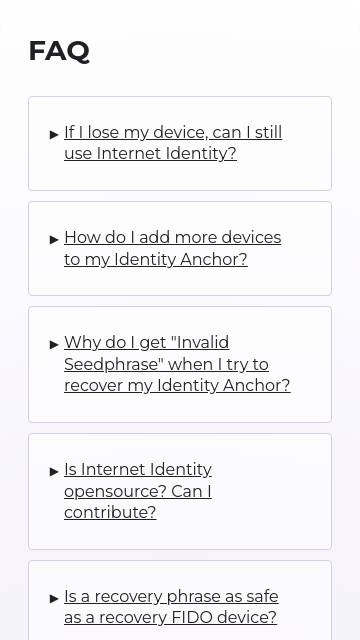 FAQ
If I lose my device, can I still
use Internet Identity?
How do I add more devices
to my Identity Anchor?
Why do I get "Invalid
Seedphrase" when I try to
recover my Identity Anchor?
Is Internet Identity
opensource? Can I
contribute?
Is a recovery phrase as safe
as a recovery FIDO device?